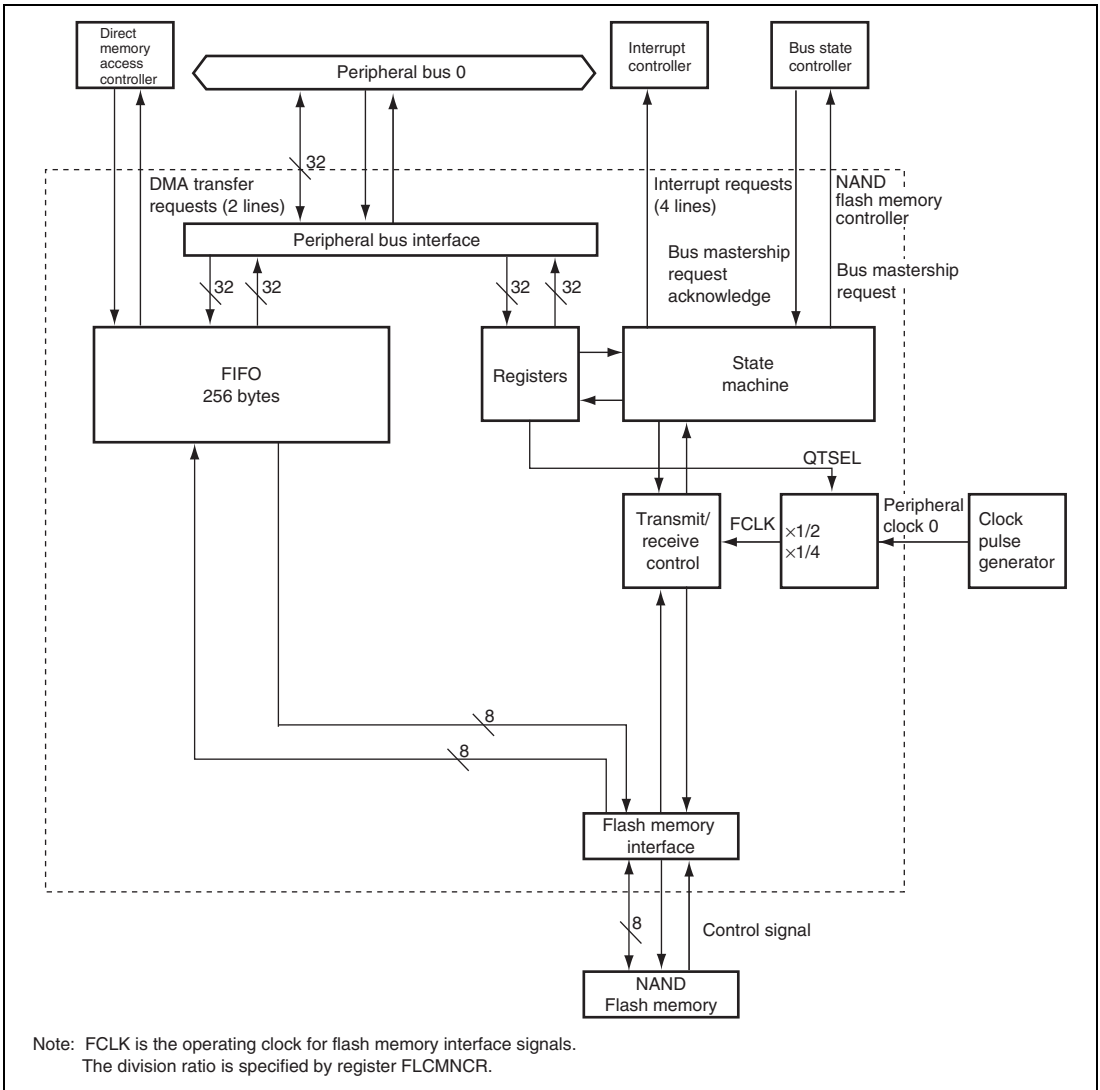 Direct
memory
access
controller
Peripheral bus 0
Interrupt
controller
Bus state
controller
32
DMA transfer
requests (2 lines)
Interrupt requests
(4 lines)
NAND
flash memory
controller
Peripheral bus interface
Bus mastership
request
acknowledge
Bus mastership
request
32
32
32
32
FIFO
256 bytes
Registers
State
machine
QTSEL
Transmit/
receive
control
FCLK
×1/2
×1/4
Peripheral
clock 0
Clock
pulse
generator
8
8
Flash memory
interface
8
Control signal
NAND
Flash memory
Note: FCLK is the operating clock for flash memory interface signals.
The division ratio is specified by register FLCMNCR.